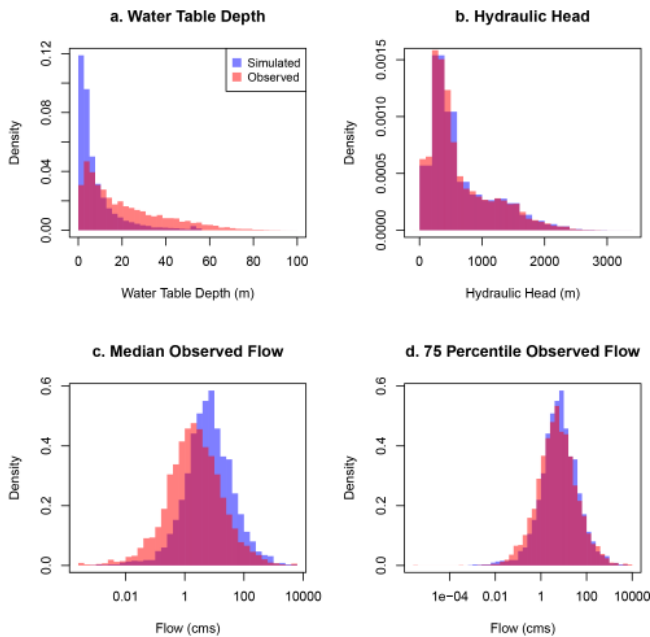 a. Water Table Depth
Density
0.00 0.04 0.08 0.12
Simulated
Observed
0 20 40 60 80 100
Water Table Depth (m)
b. Hydraulic Head
Density
0.0000 0.0005 0.0010 0.0015
0 1000 2000 3000
Hydraulic Head (m)
c. Median Observed Flow
Density
0.0 0.2 0.4 0.6
0.01 1 100 10000
Flow (cms)
d. 75 Percentile Observed Flow
Density
0.0 0.2 0.4 0.6
1e-04 0.01 1 100 10000
Flow (cms)